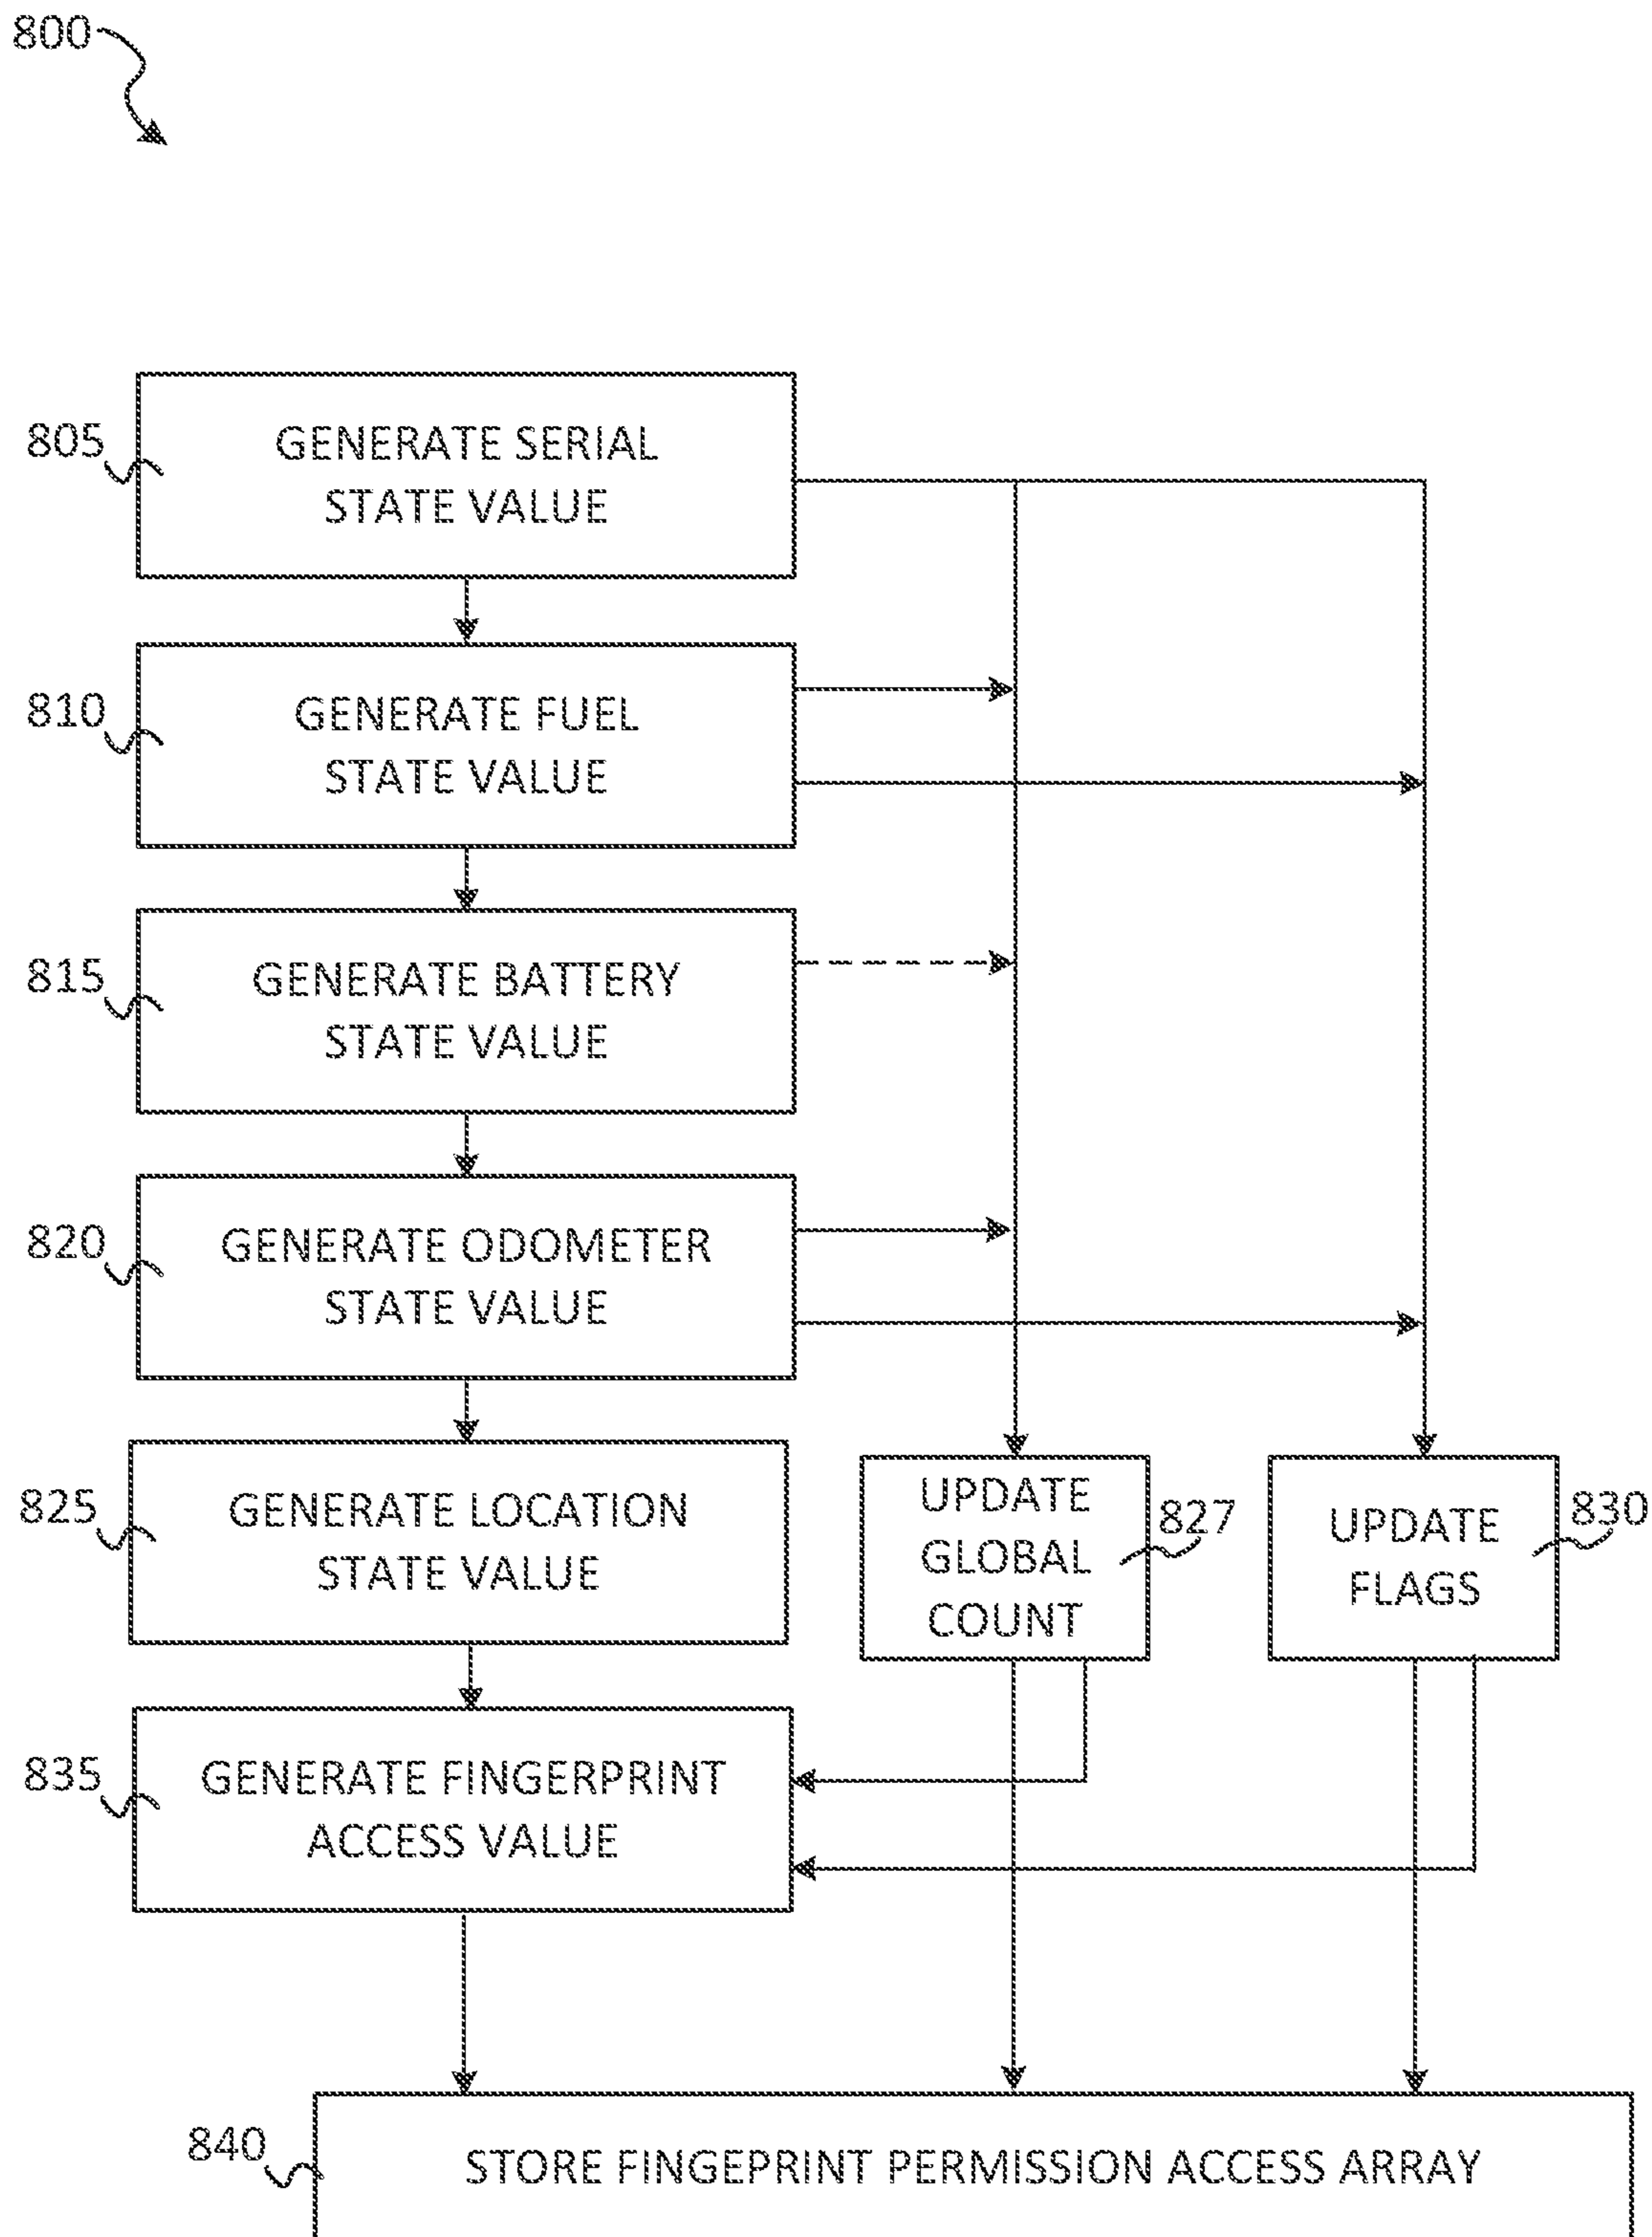 800
805
GENERATE SERIAL
STATE VALUE
810
GENERATE FUEL
STATE VALUE
815
GENERATE BATTERY
STATE VALUE
820
GENERATE ODOMETER
STATE VALUE
825
GENERATE LOCATION
STATE VALUE
UPDATE
GLOBAL
COUNT
827
UPDATE
FLAGS
830
835
GENERATE FINGERPRINT
ACCESS VALUE
840
STORE FINGEPRINT PERMISSION ACCESS ARRAY